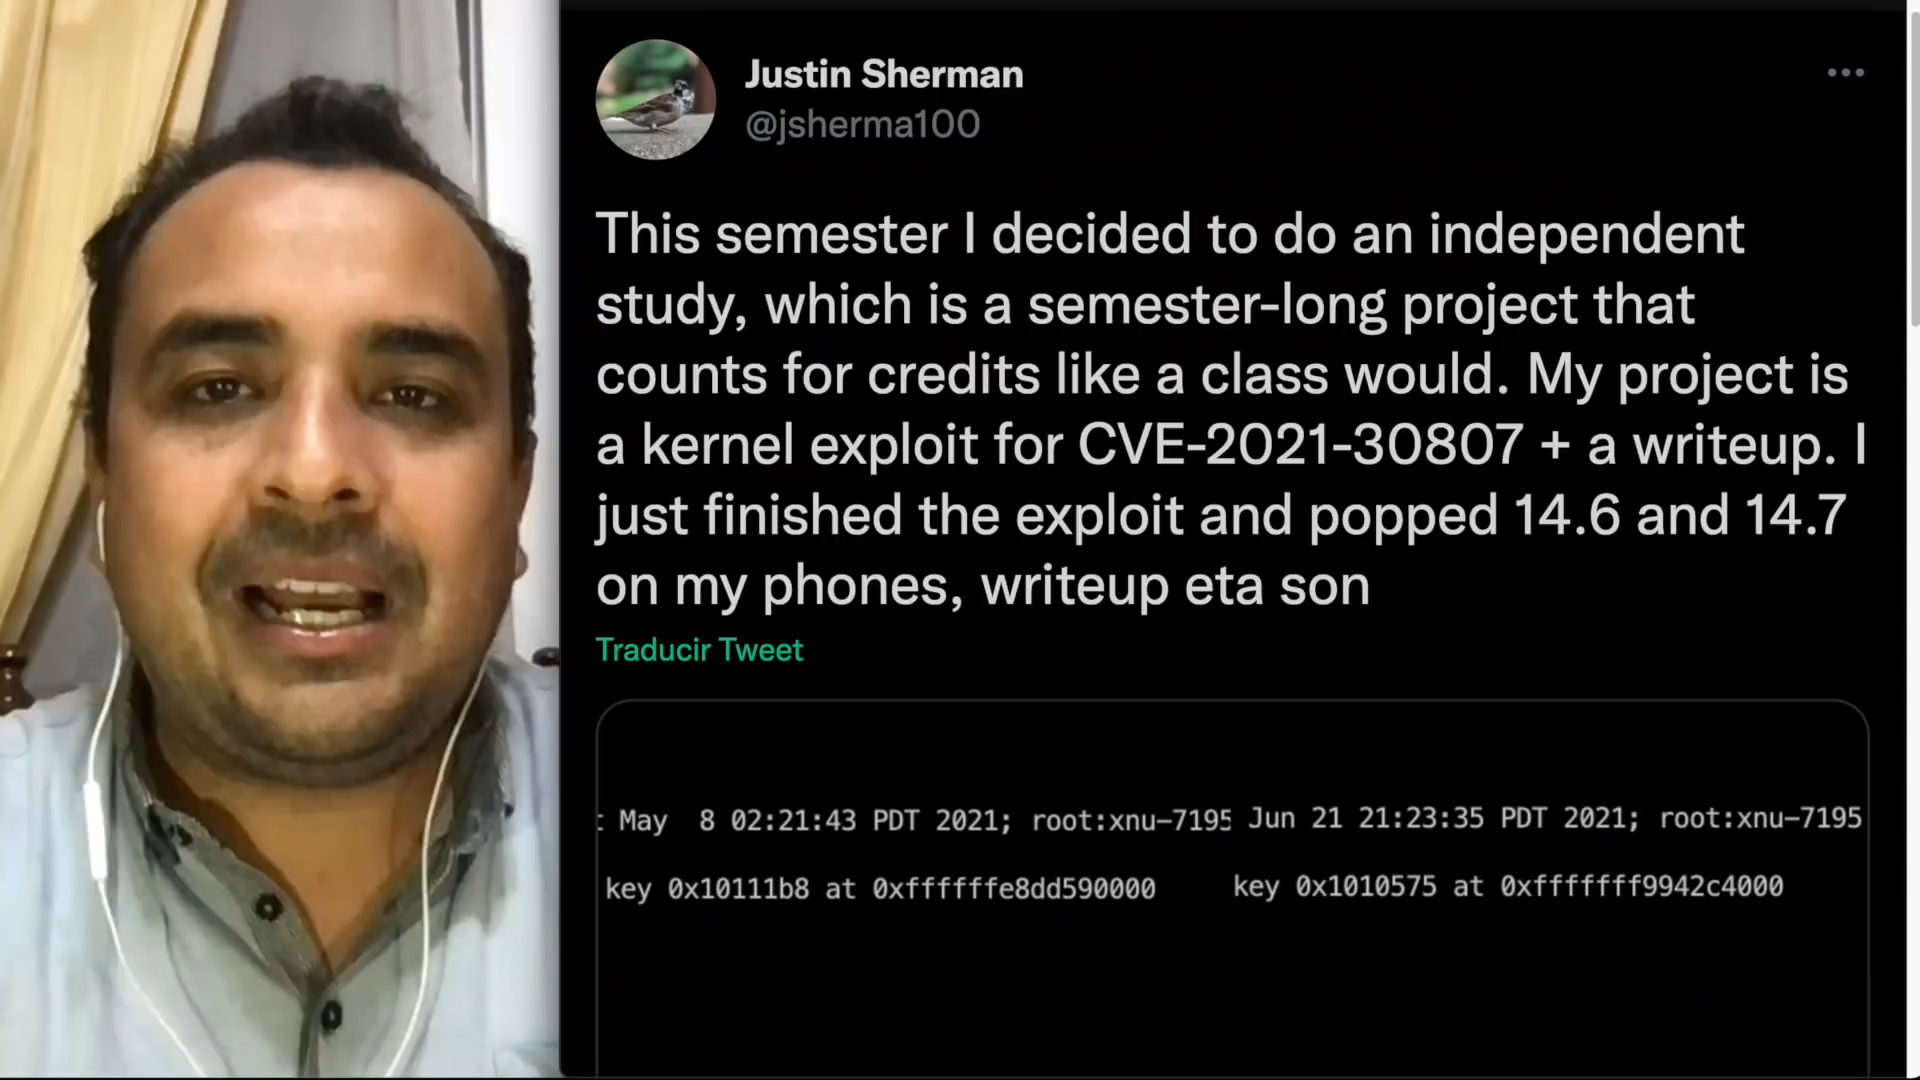 Justin Sherman
@jsherma100
This semester I decided to do an independent
study, which is a semester-long project that
counts for credits like a class would. My project is
a kernel exploit for CVE-2021-30807 + a writeup. I
just finished the exploit and popped 14.6 and 14.7
on my phones, writeup eta son
Traducir Tweet
: May  8 02:21:43 PDT 2021; root:xnu-7195 Jun 21 21:23:35 PDT 2021; root:xnu-7195
key 0x10111b8 at 0xffffffe8dd590000 key 0x1010575 at 0xfffffff9942c4000